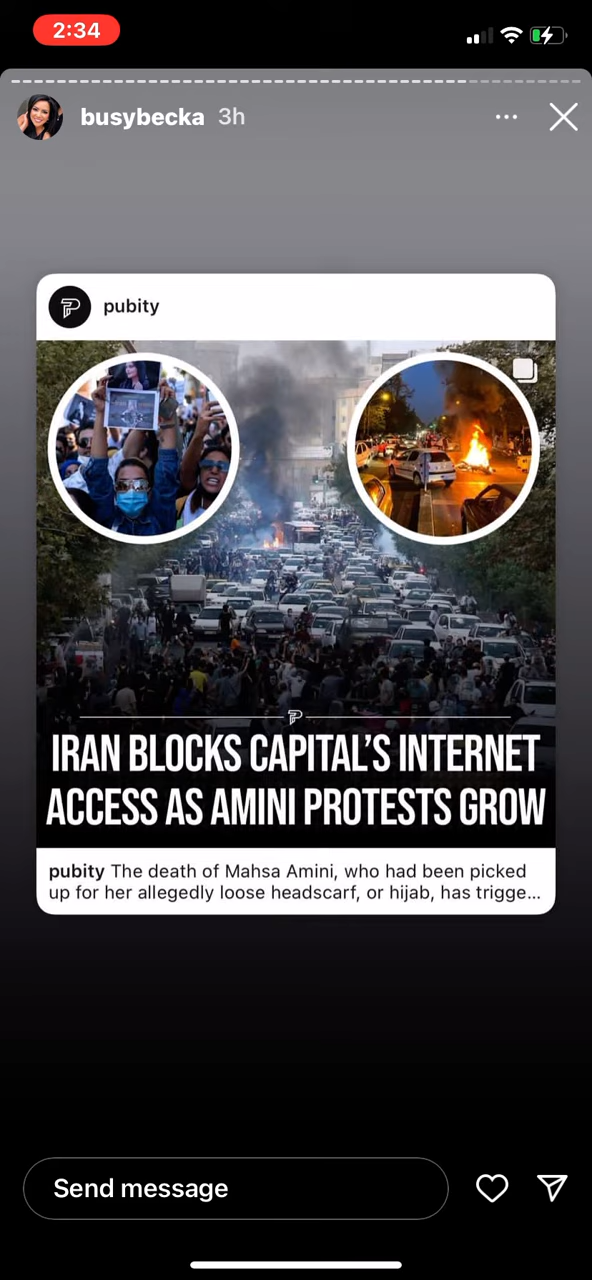 2:34
busybecka 3h
pubity
IRAN BLOCKS CAPITAL'S INTERNET
ACCESS AS AMINI PROTESTS GROW
pubity The death of Mahsa Amini, who had been picked
up for her allegedly loose headscarf, or hijab, has trigge...
Send message